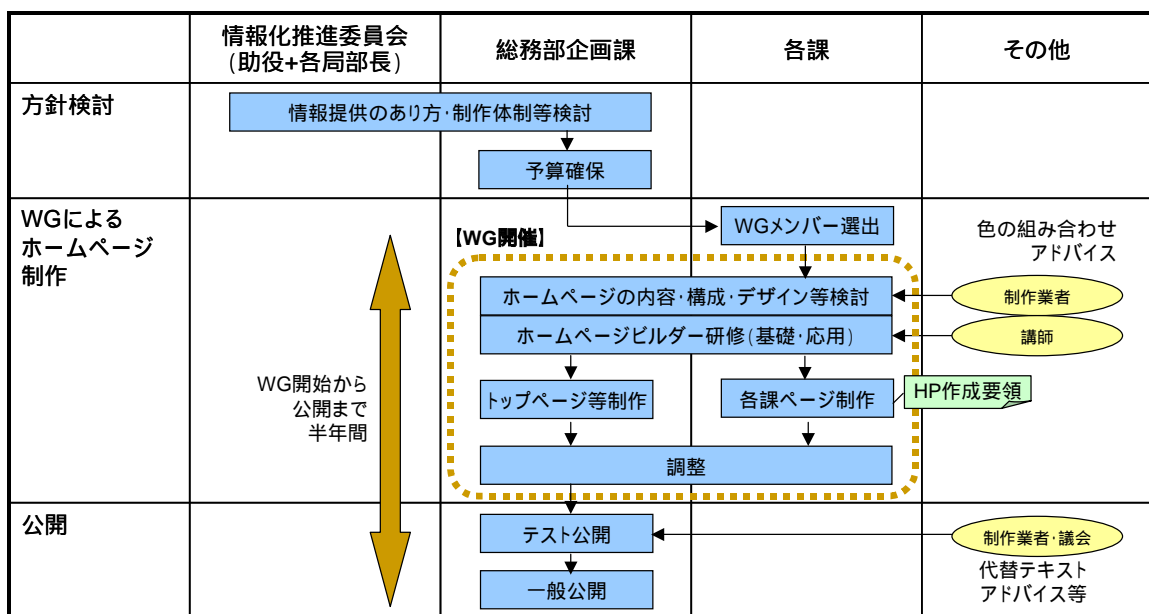 情報化推進委員会
(助役+各局部長)
総務部企画課
各課
その他
方針検討
情報提供のあり方・制作体制等検討
予算確保
WGによる
ホームページ
制作
WGメンバー選出
色の組み合わせ
アドバイス
【WG開催】
ホームページの内容・構成・デザイン等検討
制作業者
ホームページビルダー研修(基礎・応用)
講師
WG開始から
公開まで
半年間
トップページ等制作
各課ページ制作
HP作成要領
調整
公開
テスト公開
制作業者・議会
代替テキスト
アドバイス等
一般公開